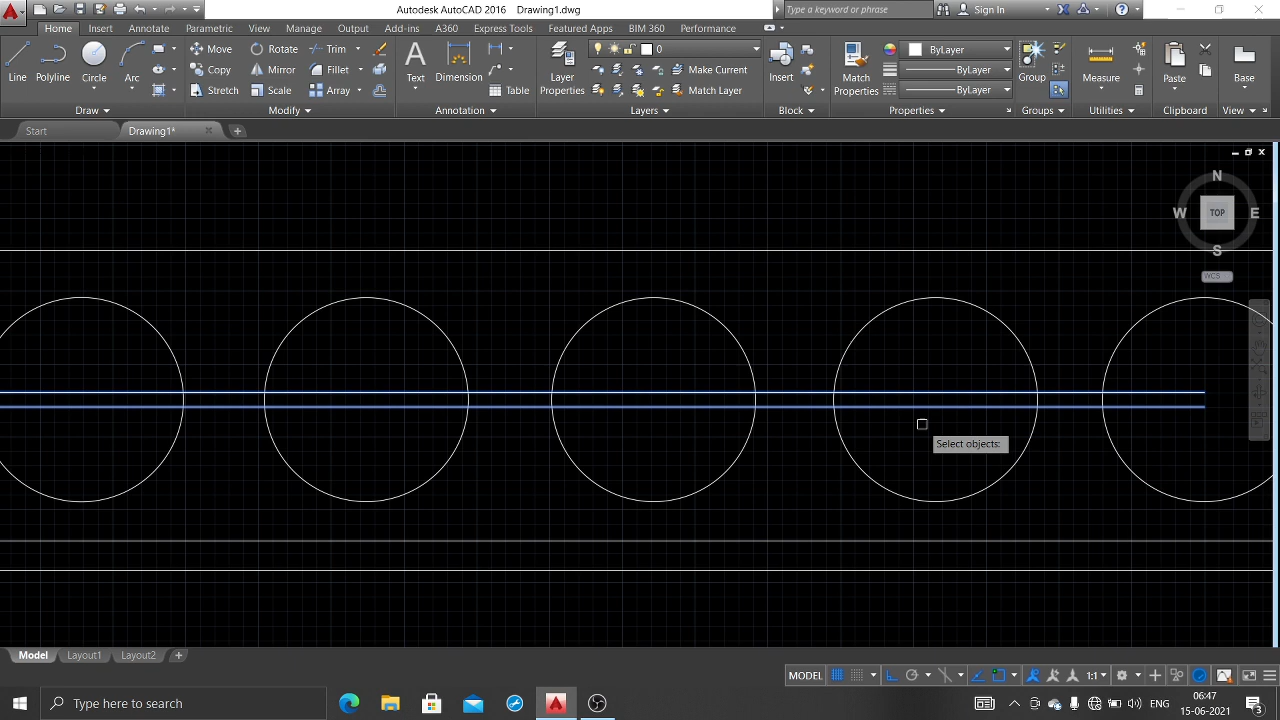 Autodesk AutoCAD 2016 Drawing1.dwg
Type a keyword or phrase
Sign In
Home Insert Annotate Parametric View Manage Output Add-ins A360 Express Tools BIM 360 Featured Apps Performance
Line Polyline Circle Arc
Move Rotate Trim
Copy Mirror Fillet
Stretch Scale Array
Text Dimension
Table
Layer Properties
0
Make Current
Match Layer
Insert
Match Properties
ByLayer
ByLayer
ByLayer
Group
Measure
Paste
Base
Draw Modify Annotation Layers Block Properties Groups Utilities Clipboard View
Start Drawing1*
N
W TOP E
S
WCS
Select objects:
Model Layout1 Layout2
MODEL 1:1
Type here to search
ENG 06:47
15-06-2021
3